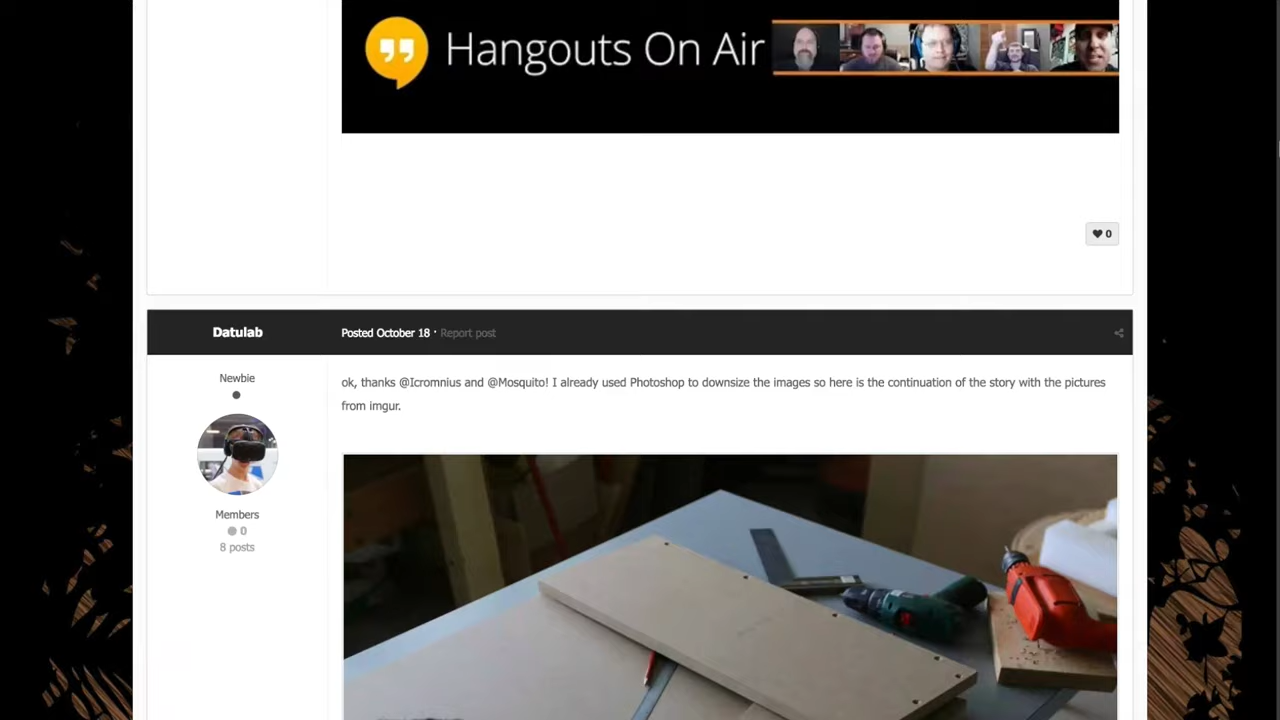 Hangouts On Air
♥ 0
Datulab
Posted October 18 · Report post
Newbie
Members
0
8 posts
ok, thanks @Icromnius and @Mosquito! I already used Photoshop to downsize the images so here is the continuation of the story with the pictures
from imgur.